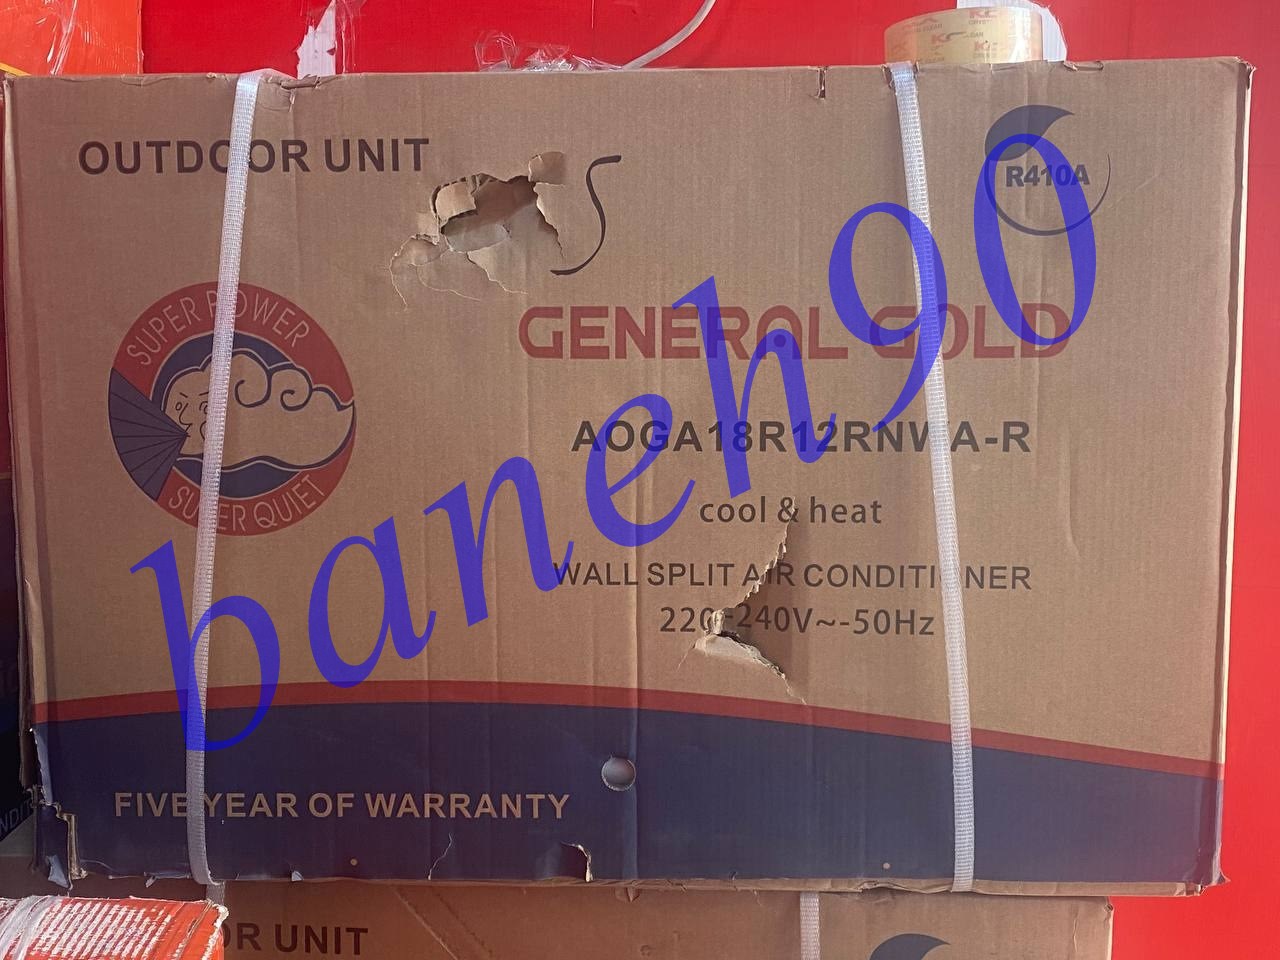 OUTDOOR UNIT
R410A
SUPER POWER
SUPER QUIET
GENERAL GOLD
AOGA18R12RNWA-R
cool & heat
WALL SPLIT AIR CONDITIONER
220-240V~-50Hz
baneh90
FIVE YEAR OF WARRANTY
OOR UNIT